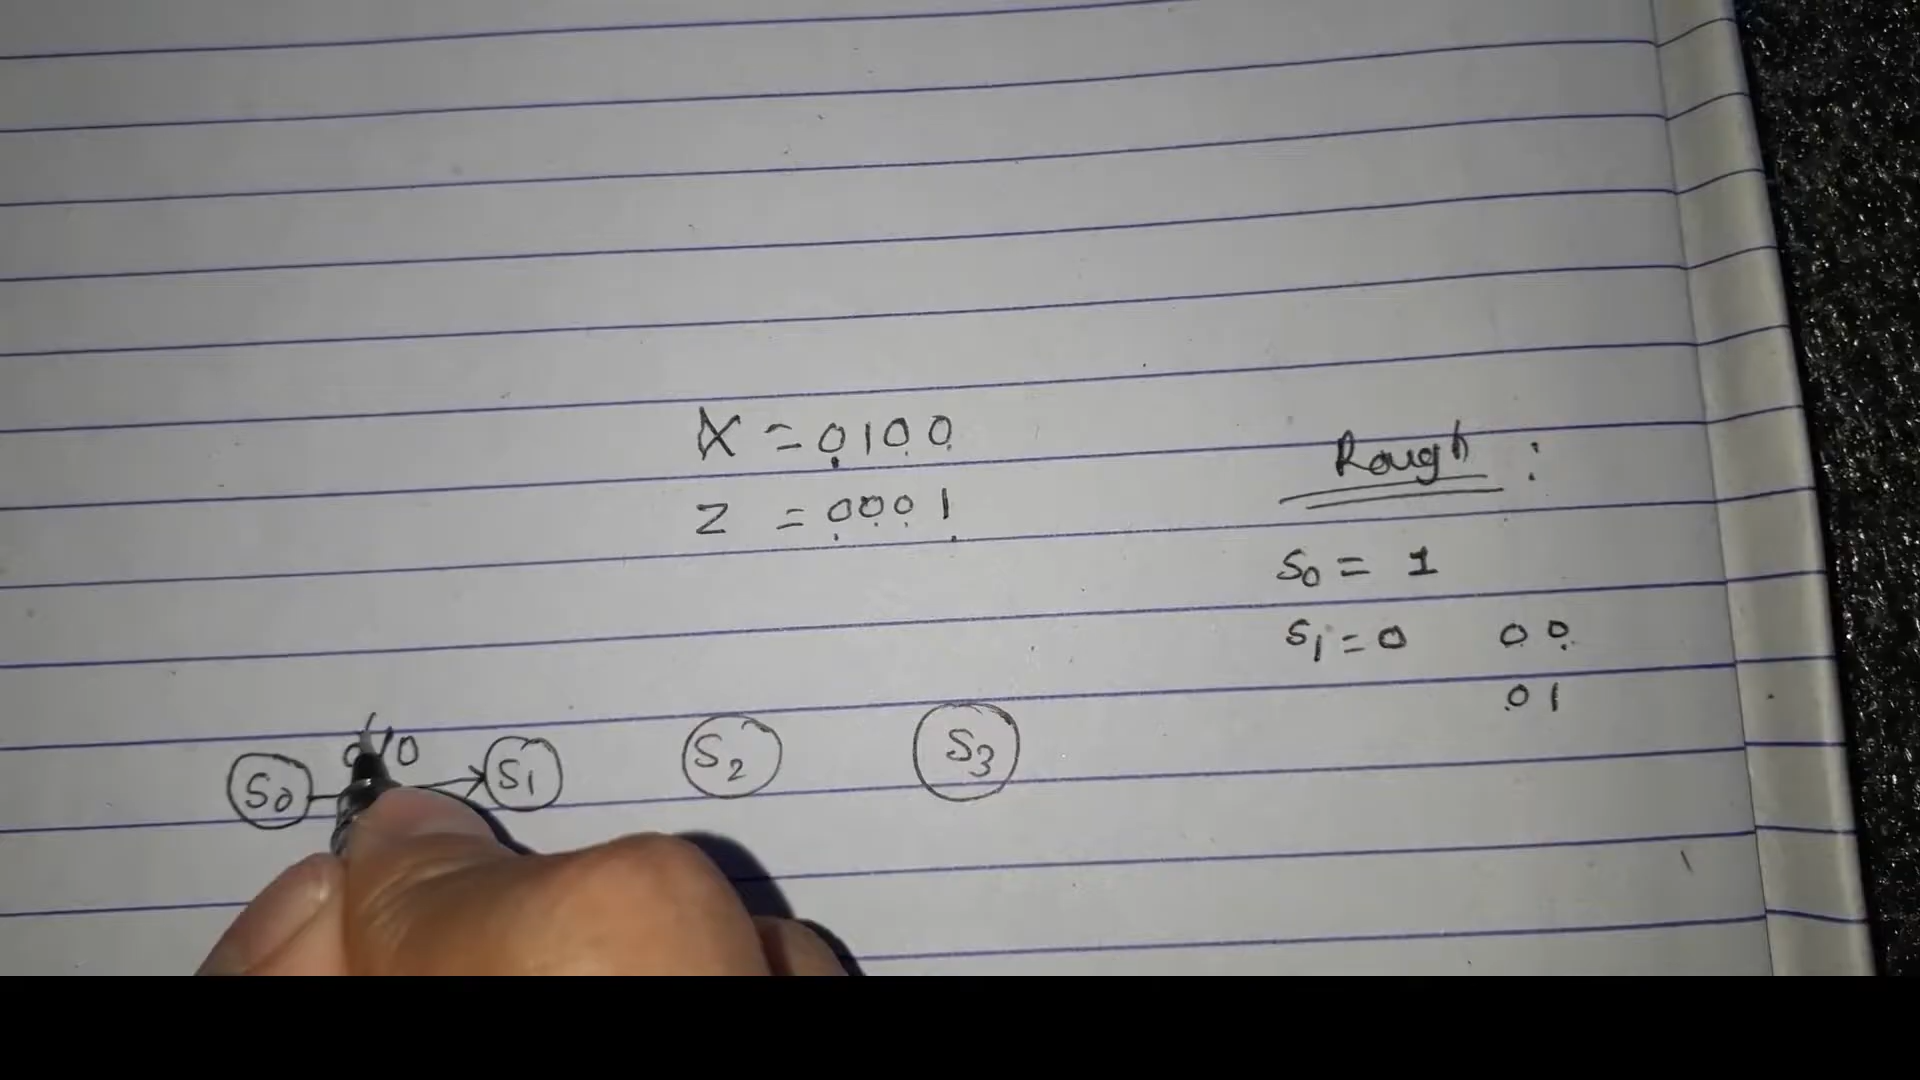 X = 0100
Z = 0001
Rough :
S0 = 1
S1 = 0 00
01
S0 0/0 S1 S2 S3